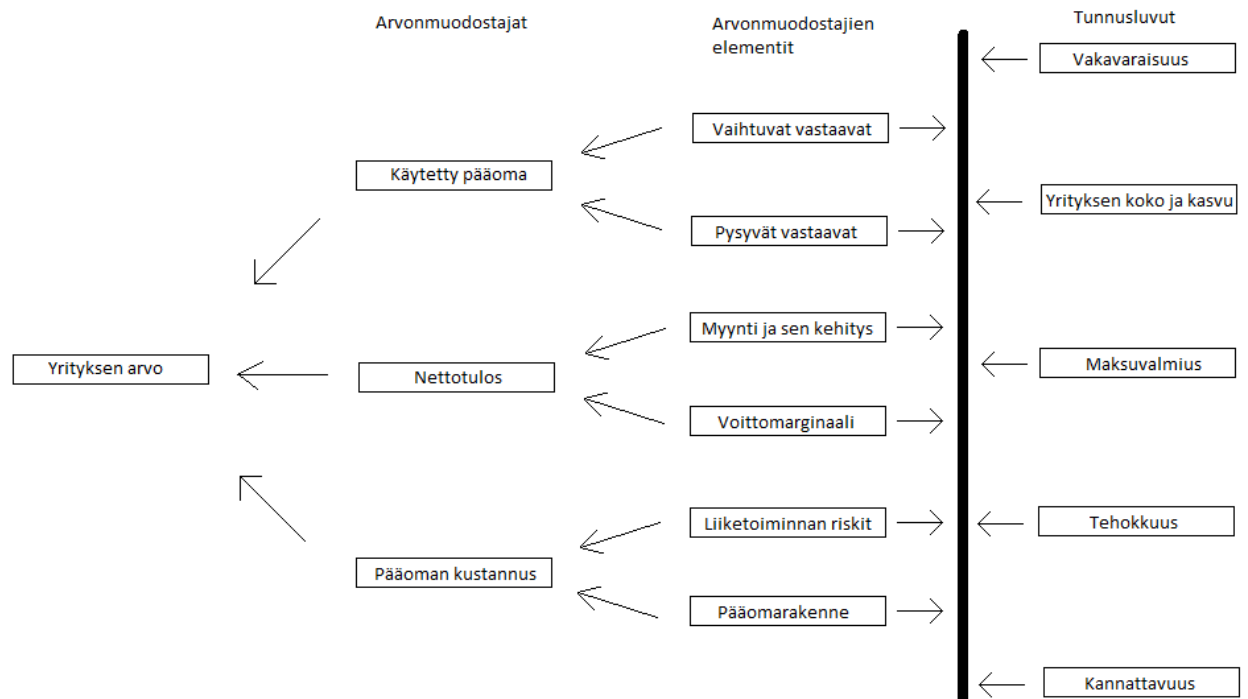 Arvonmuodostajat
Arvonmuodostajien
elementit
Tunnusluvut
Vakavaraisuus
Vaihtuvat vastaavat
Käytetty pääoma
Yrityksen koko ja kasvu
Pysyvät vastaavat
Myynti ja sen kehitys
Yrityksen arvo
Nettotulos
Maksuvalmius
Voittomarginaali
Liiketoiminnan riskit
Tehokkuus
Pääoman kustannus
Pääomarakenne
Kannattavuus